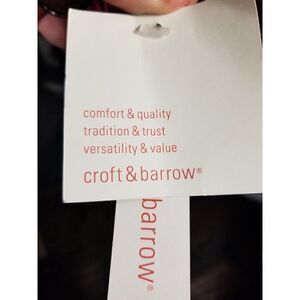 comfort & quality
tradition & trust
versatility & value
croft & barrow®
barrow®